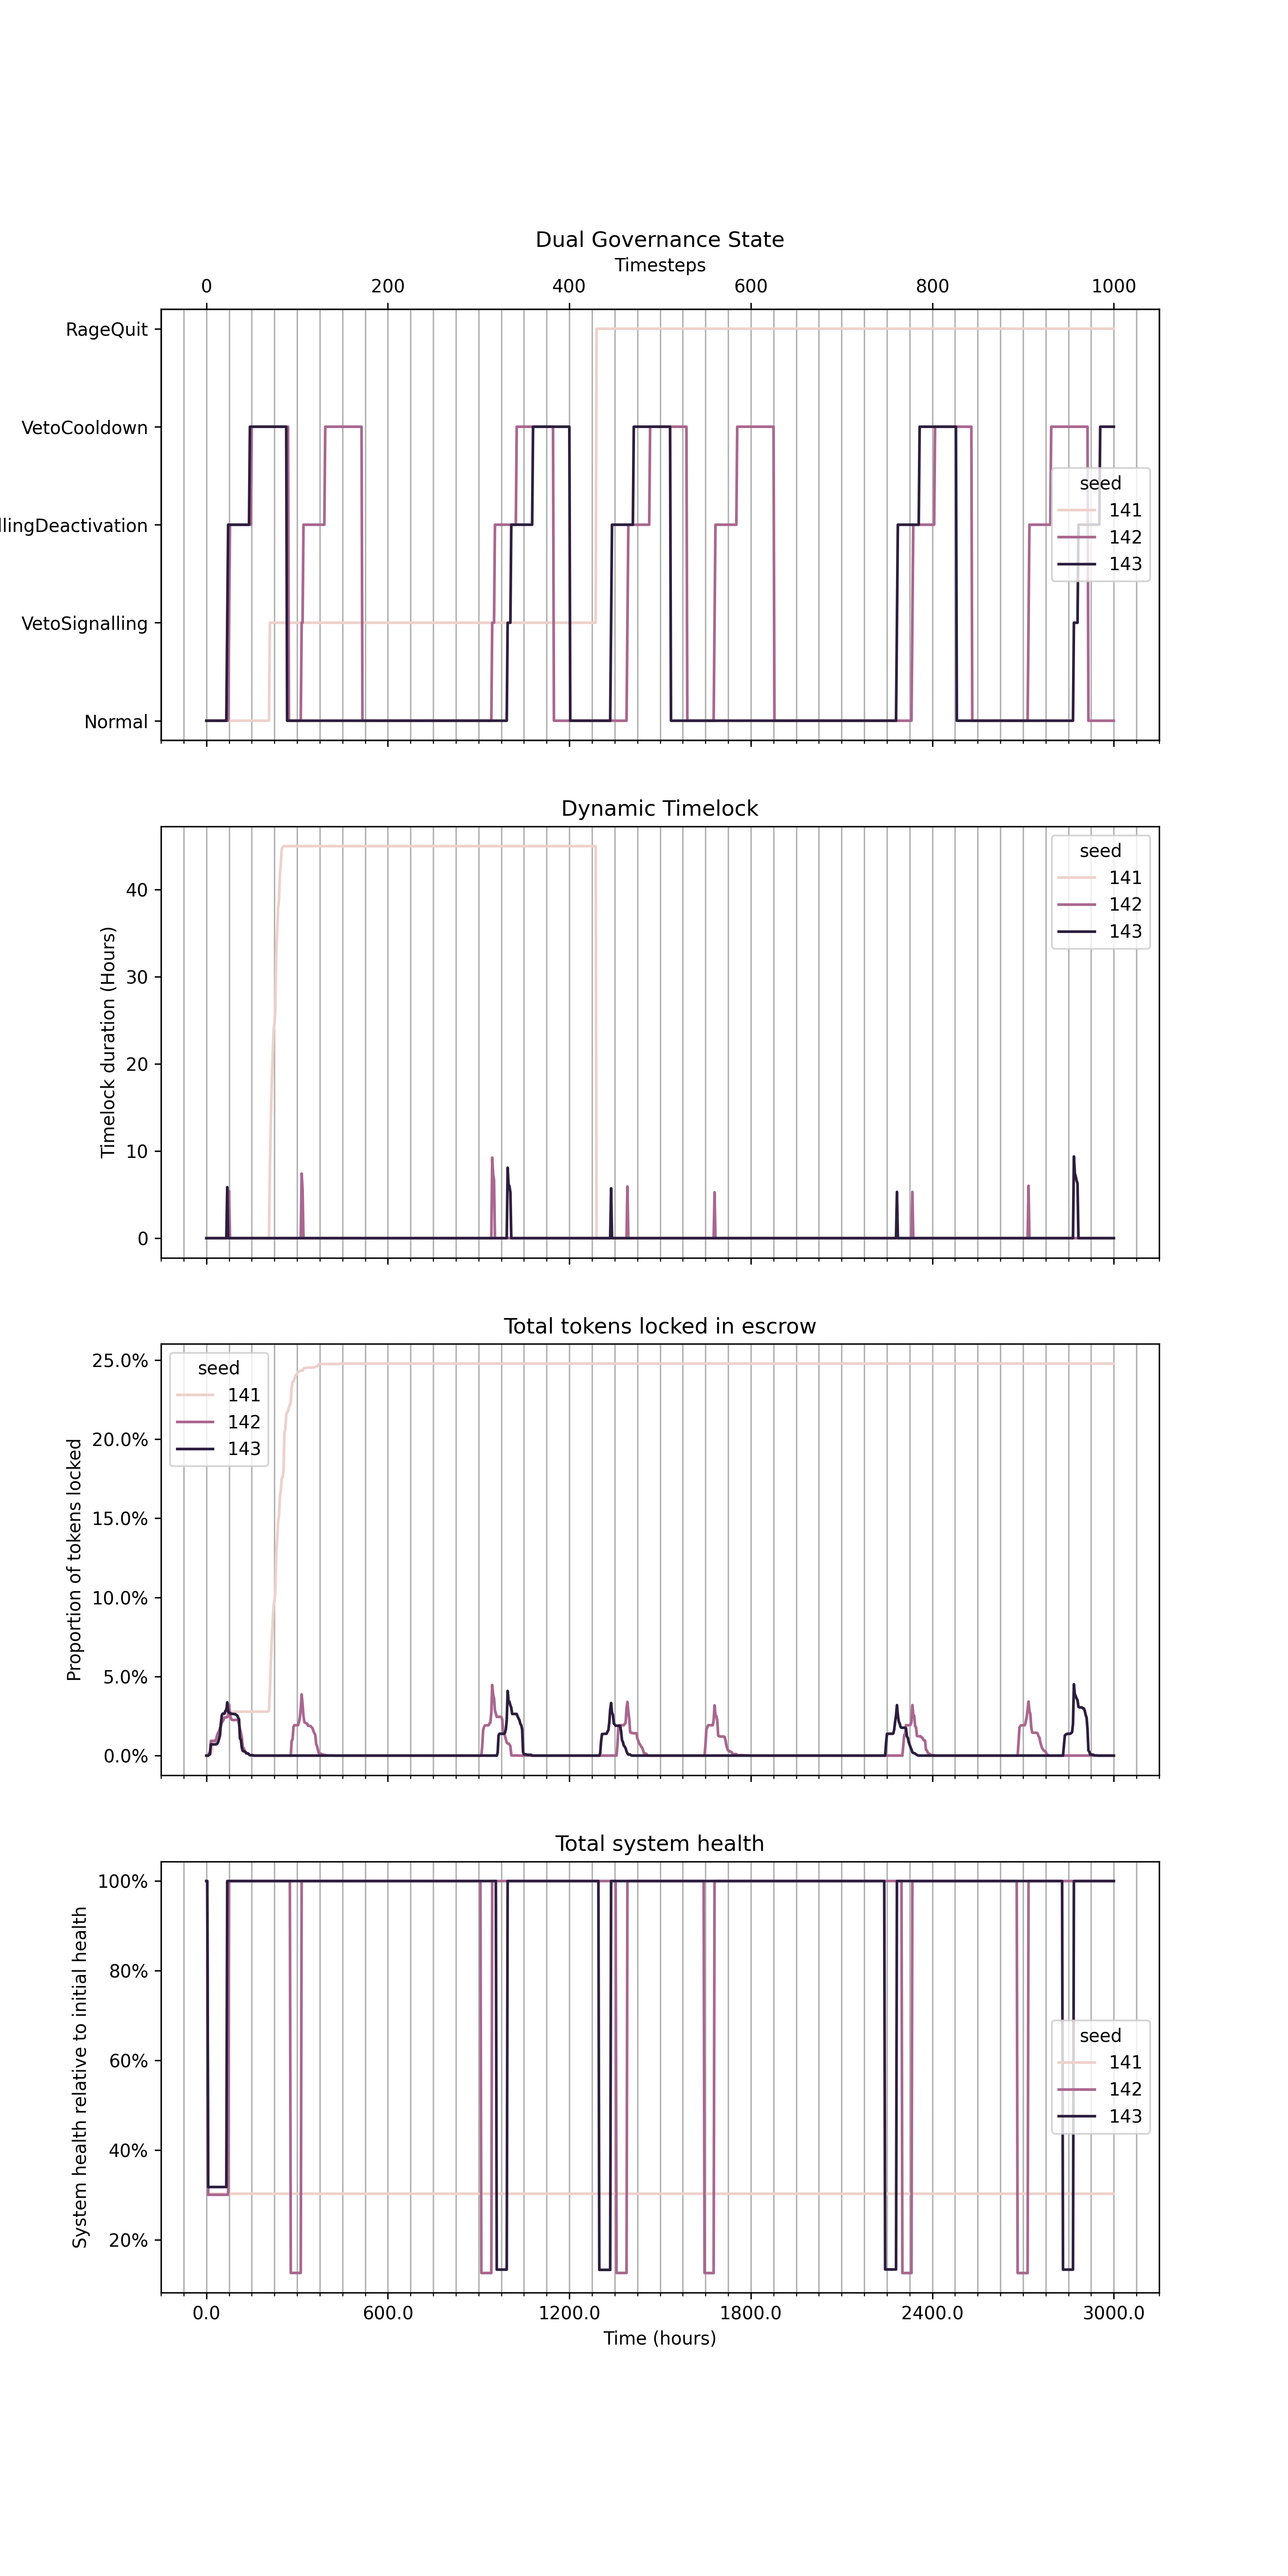 Dual Governance State
Timesteps
0 200 400 600 800 1000
RageQuit
VetoCooldown
llingDeactivation
VetoSignalling
Normal
seed
141
142
143
Dynamic Timelock
Timelock duration (Hours)
40
30
20
10
0
seed
141
142
143
Total tokens locked in escrow
Proportion of tokens locked
25.0%
20.0%
15.0%
10.0%
5.0%
0.0%
seed
141
142
143
Total system health
System health relative to initial health
100%
80%
60%
40%
20%
seed
141
142
143
0.0 600.0 1200.0 1800.0 2400.0 3000.0
Time (hours)